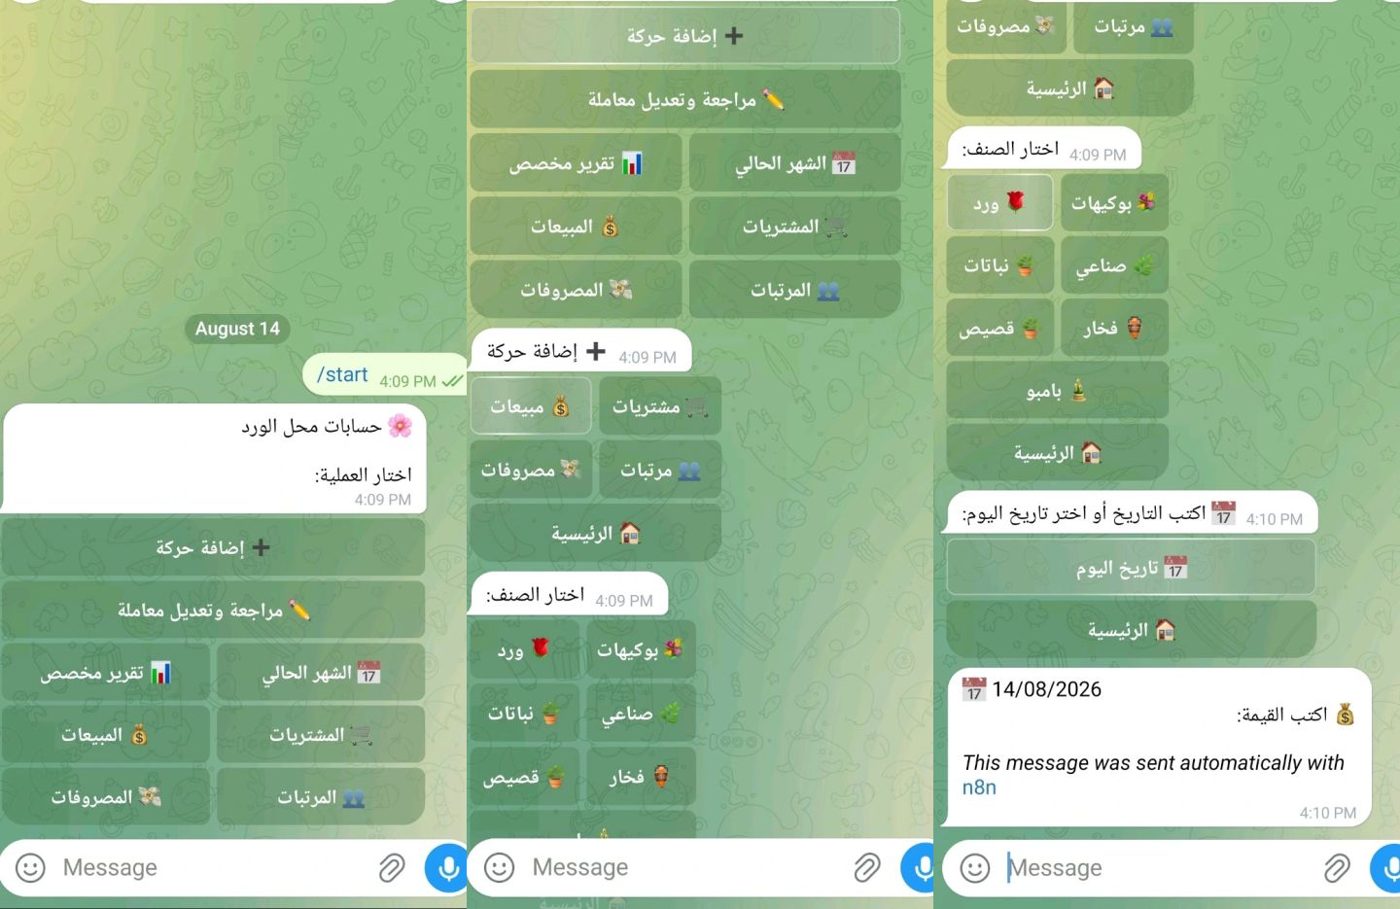 August 14
/start 4:09 PM
🌸 حسابات محل الورد
اختار العملية:
4:09 PM
➕ إضافة حركة
✏️ مراجعة وتعديل معاملة
📊 تقرير مخصص
📅 الشهر الحالي
💰 المبيعات
🛒 المشتريات
💸 المصروفات
👥 المرتبات
Message
➕ إضافة حركة
✏️ مراجعة وتعديل معاملة
📊 تقرير مخصص
📅 الشهر الحالي
💰 المبيعات
🛒 المشتريات
💸 المصروفات
👥 المرتبات
➕ إضافة حركة 4:09 PM
💰 مبيعات
🛒 مشتريات
💸 مصروفات
👥 مرتبات
🏠 الرئيسية
اختار الصنف: 4:09 PM
🌹 ورد
💐 بوكيهات
🪴 نباتات
🌿 صناعي
🪴 قصيص
🏺 فخار
Message
🏠 الرئيسية
💸 مصروفات
👥 مرتبات
🏠 الرئيسية
اختار الصنف: 4:09 PM
🌹 ورد
💐 بوكيهات
🪴 نباتات
🌿 صناعي
🪴 قصيص
🏺 فخار
🎍 بامبو
🏠 الرئيسية
📅 اكتب التاريخ أو اختر تاريخ اليوم: 4:10 PM
📅 تاريخ اليوم
🏠 الرئيسية
📅 14/08/2026
💰 اكتب القيمة:
This message was sent automatically with
n8n
4:10 PM
Message